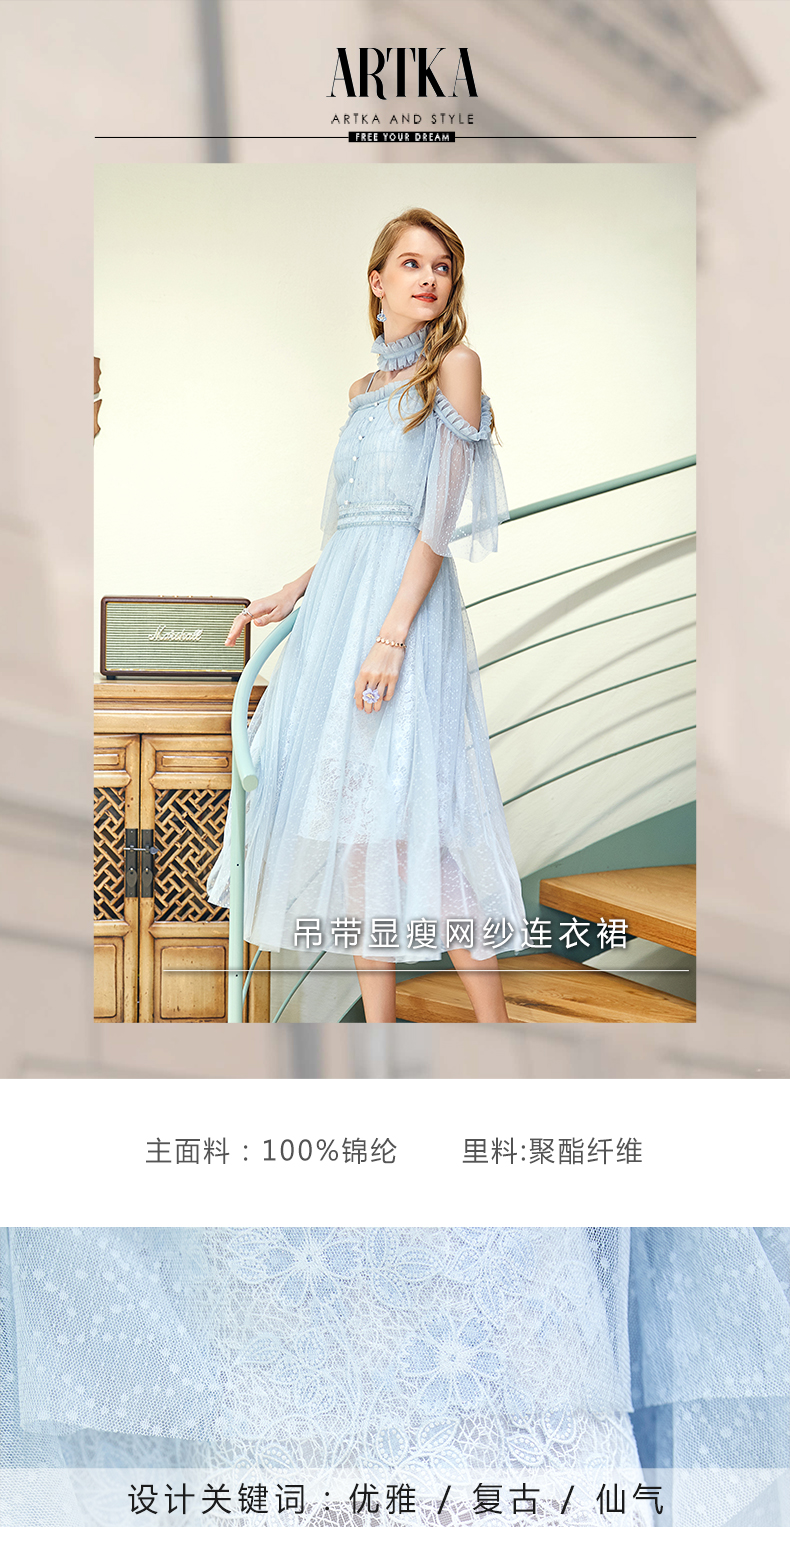 ARTKA
ARTKA AND STYLE
FREE YOUR DREAM
Marshall
吊带显瘦网纱连衣裙
主面料：100%锦纶 里料:聚酯纤维
设计关键词：优雅 / 复古 / 仙气